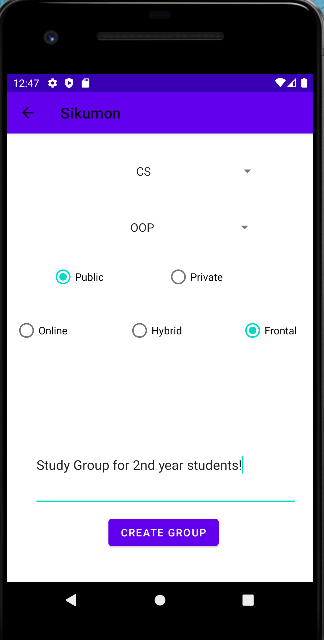 12:47
Sikumon
CS
OOP
Public Private
Online Hybrid Frontal
Study Group for 2nd year students!
CREATE GROUP